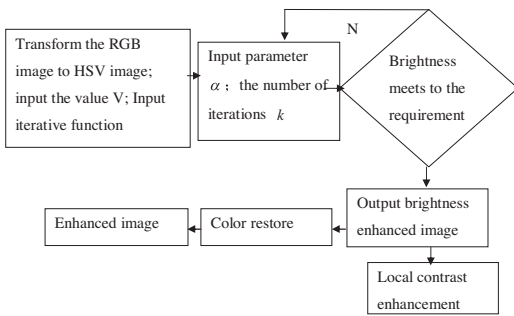 Transform the RGB
image to HSV image;
input the value V; Input
iterative function
Input parameter
α ；the number of
iterations k
N
Brightness
meets to the
requirement
Output brightness
enhanced image
Color restore
Enhanced image
Local contrast
enhancement